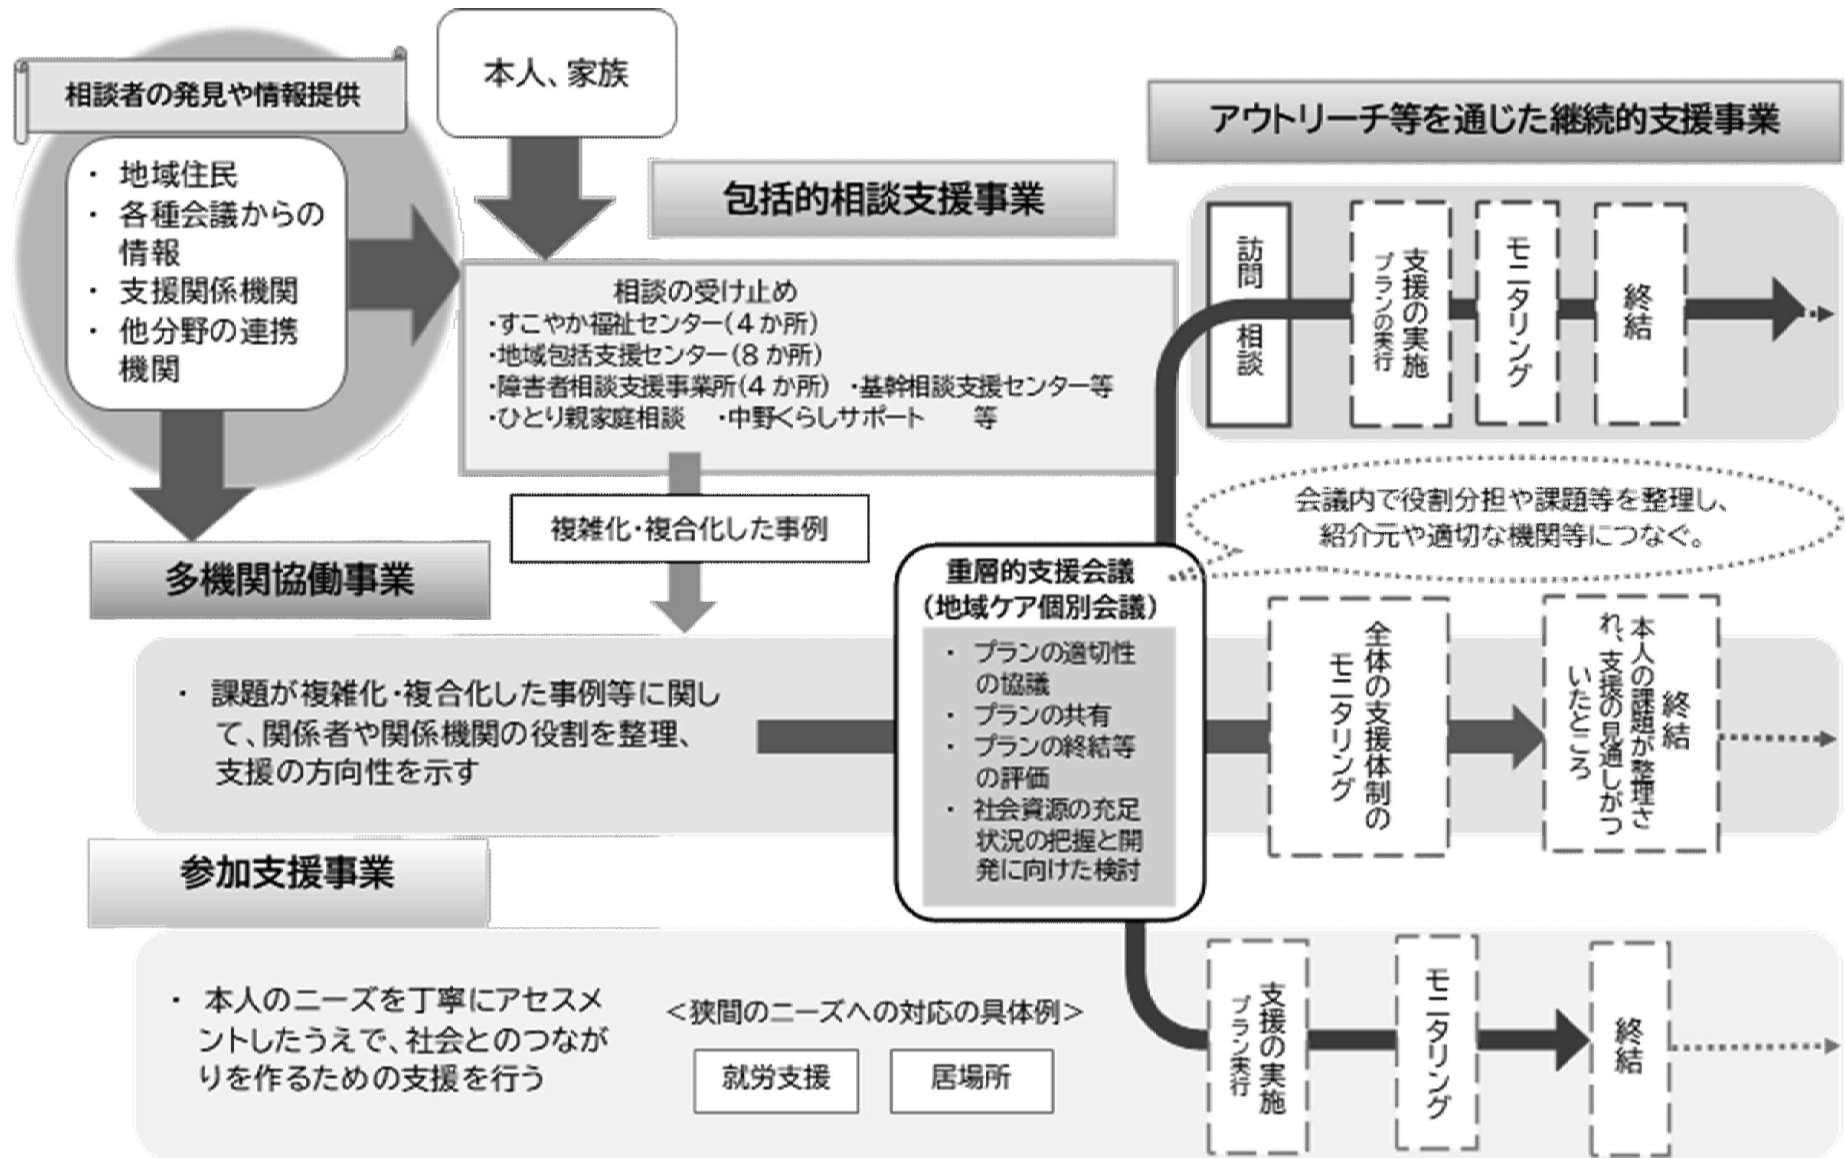 相談者の発見や情報提供
・ 地域住民
・ 各種会議からの
情報
・ 支援関係機関
・ 他分野の連携
機関
本人、家族
包括的相談支援事業
相談の受け止め
・すこやか福祉センター（４か所）
・地域包括支援センター（８か所）
・障害者相談支援事業所（４か所） ・基幹相談支援センター等
・ひとり親家庭相談 ・中野くらしサポート 等
複雑化・複合化した事例
アウトリーチ等を通じた継続的支援事業
訪問 相談
支援の実施
プランの実行
モニタリング
終結
会議内で役割分担や課題等を整理し、
紹介元や適切な機関等につなぐ。
多機関協働事業
・ 課題が複雑化・複合化した事例等に関し
て、関係者や関係機関の役割を整理、
支援の方向性を示す
重層的支援会議
（地域ケア個別会議）
・ プランの適切性
の協議
・ プランの共有
・ プランの終結等
の評価
・ 社会資源の充足
状況の把握と開
発に向けた検討
全体の支援体制の
モニタリング
終結
本人の課題が整理さ
れ、支援の見通しがつ
いたところ
参加支援事業
・ 本人のニーズを丁寧にアセスメ
ントしたうえで、社会とのつなが
りを作るための支援を行う
＜狭間のニーズへの対応の具体例＞
就労支援
居場所
支援の実施
プラン実行
モニタリング
終結